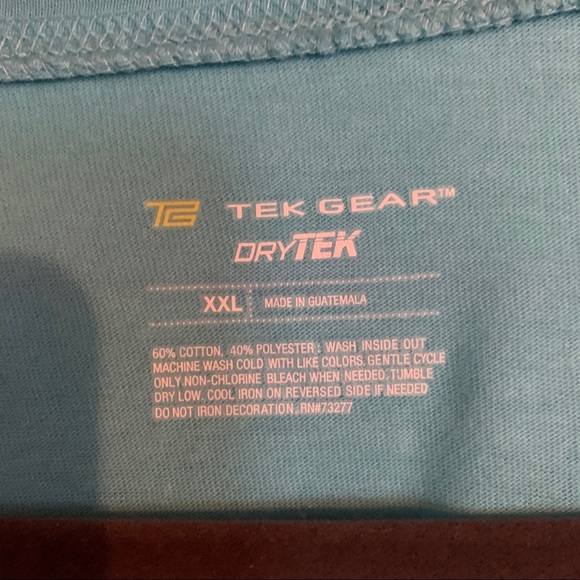 TG TEK GEAR™
DRYTEK
XXL MADE IN GUATEMALA
60% COTTON, 40% POLYESTER : WASH INSIDE OUT
MACHINE WASH COLD WITH LIKE COLORS. GENTLE CYCLE
ONLY NON-CHLORINE BLEACH WHEN NEEDED. TUMBLE
DRY LOW. COOL IRON ON REVERSED SIDE IF NEEDED
DO NOT IRON DECORATION, RN#73277